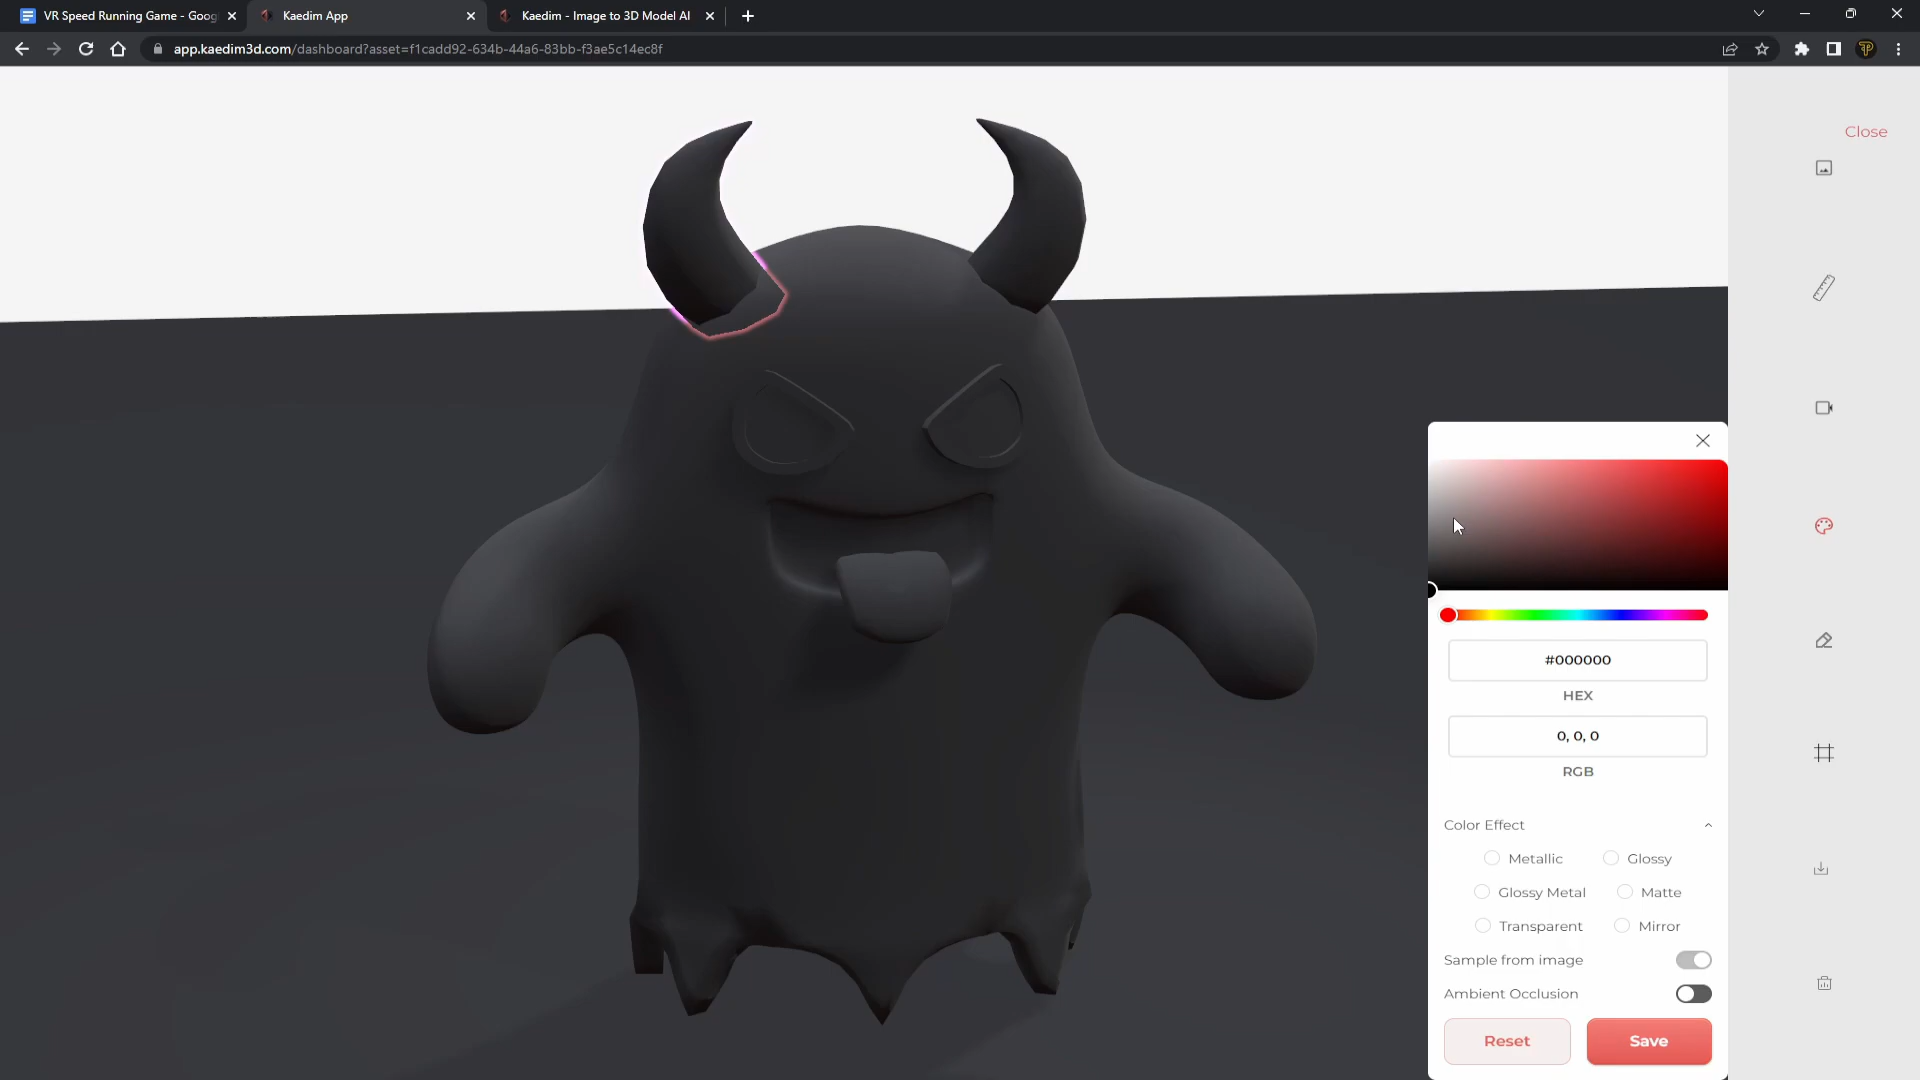 VR Speed Running Game - Goog
Kaedim App
Kaedim - Image to 3D Model AI
app.kaedim3d.com/dashboard?asset=f1cadd92-634b-44a6-83bb-f3ae5c14ec8f
Close
#000000
HEX
0, 0, 0
RGB
Color Effect
Metallic
Glossy
Glossy Metal
Matte
Transparent
Mirror
Sample from image
Ambient Occlusion
Reset
Save